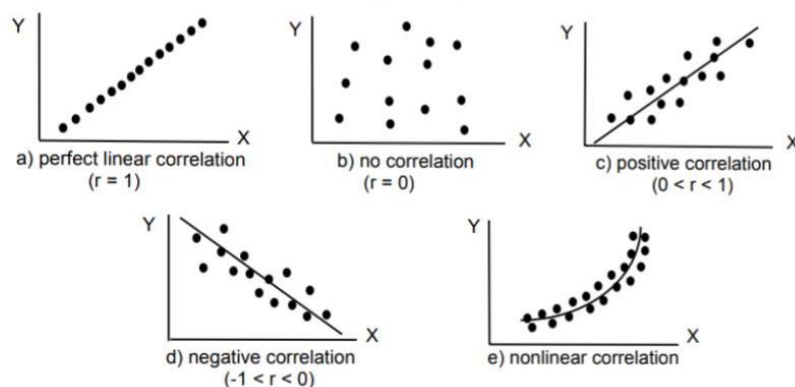 Y
X
a) perfect linear correlation
(r = 1)
Y
X
b) no correlation
(r = 0)
Y
X
c) positive correlation
(0 < r < 1)
Y
X
d) negative correlation
(-1 < r < 0)
Y
X
e) nonlinear correlation